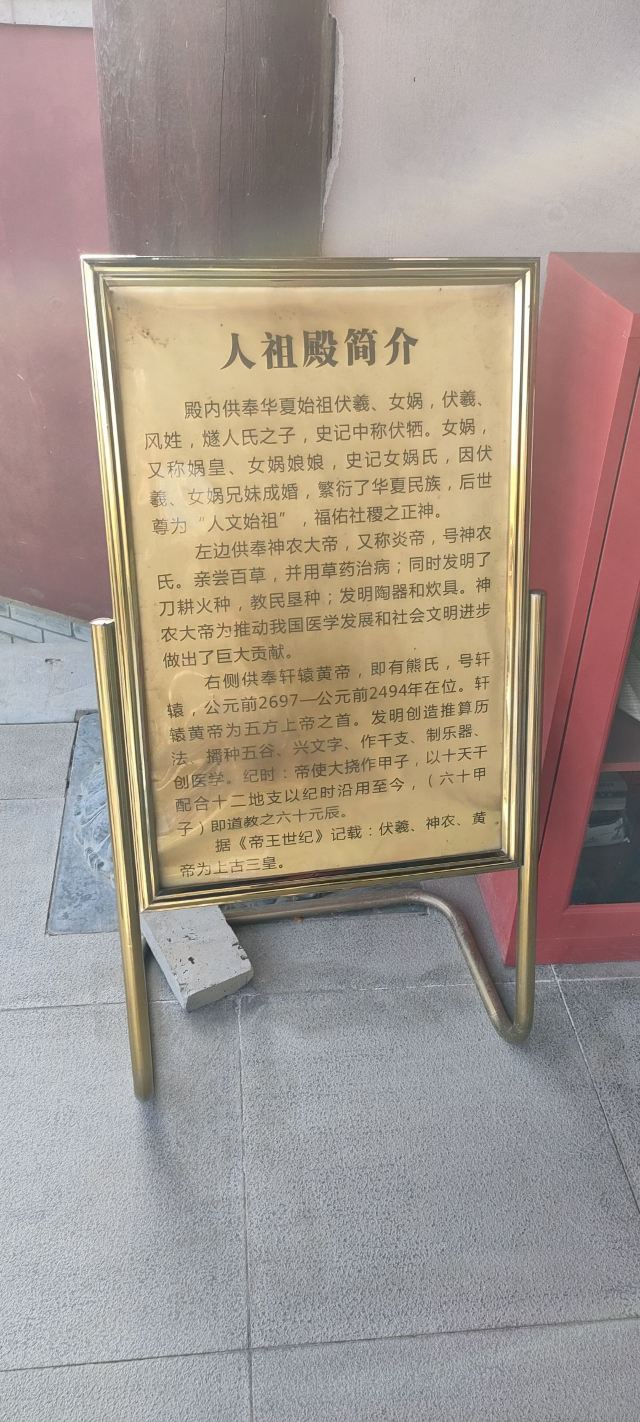 人祖殿简介
殿内供奉华夏始祖伏羲、女娲，伏羲、
风姓，燧人氏之子，史记中称伏牺。女娲，
又称娲皇、女娲娘娘，史记女娲氏，因伏
羲、女娲兄妹成婚，繁衍了华夏民族，后世
尊为“人文始祖”，福佑社稷之正神。
左边供奉神农大帝，又称炎帝，号神农
氏。亲尝百草，并用草药治病；同时发明了
刀耕火种，教民垦种；发明陶器和炊具。神
农大帝为推动我国医学发展和社会文明进步
做出了巨大贡献。
右侧供奉轩辕黄帝，即有熊氏，号轩
辕，公元前2697—公元前2494年在位。轩
辕黄帝为五方上帝之首。发明创造推算历
法、播种五谷、兴文字、作干支、制乐器、
创医学。纪时：帝使大挠作甲子，以十天干
配合十二地支以纪时沿用至今，（六十甲
子）即道教之六十元辰。
据《帝王世纪》记载：伏羲、神农、黄
帝为上古三皇。